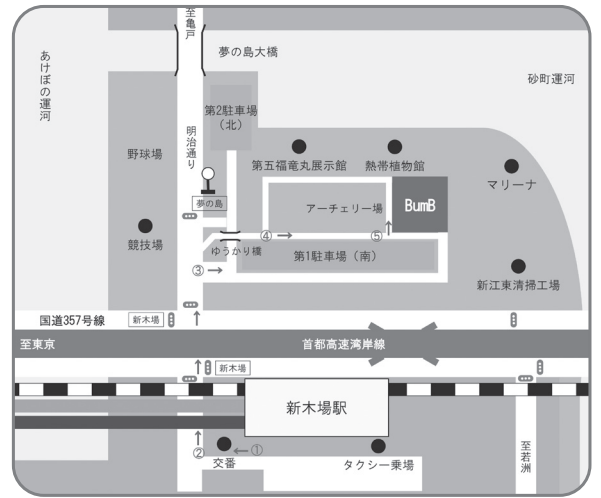 至亀戸
夢の島大橋
あけぼの運河
砂町運河
第2駐車場
（北）
明治通り
野球場
第五福竜丸展示館
熱帯植物館
マリーナ
夢の島
アーチェリー場
BumB
競技場
④
⑤
ゆうかり橋
第1駐車場（南）
③
新江東清掃工場
国道357号線
新木場
至東京
首都高速湾岸線
新木場
新木場駅
②
①
交番
タクシー乗場
至若洲